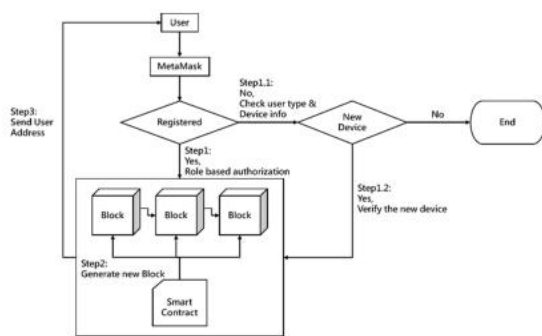 User
MetaMask
Step1.1:
No,
Check user type &
Device info
Step3:
Send User
Address
Registered
New
Device
No
End
Step1:
Yes,
Role based authorization
Step1.2:
Yes,
Verify the new device
Block
Block
Block
Step2:
Generate new Block
Smart
Contract